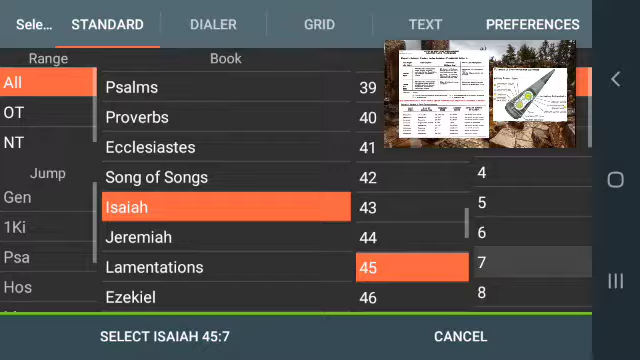 Sele... STANDARD DIALER GRID TEXT PREFERENCES
Range Book
All
OT
NT
Jump
Gen
1Ki
Psa
Hos
Psalms
Proverbs
Ecclesiastes
Song of Songs
Isaiah
Jeremiah
Lamentations
Ezekiel
39
40
41
42
43
44
45
46
4
5
6
7
8
SELECT ISAIAH 45:7 CANCEL